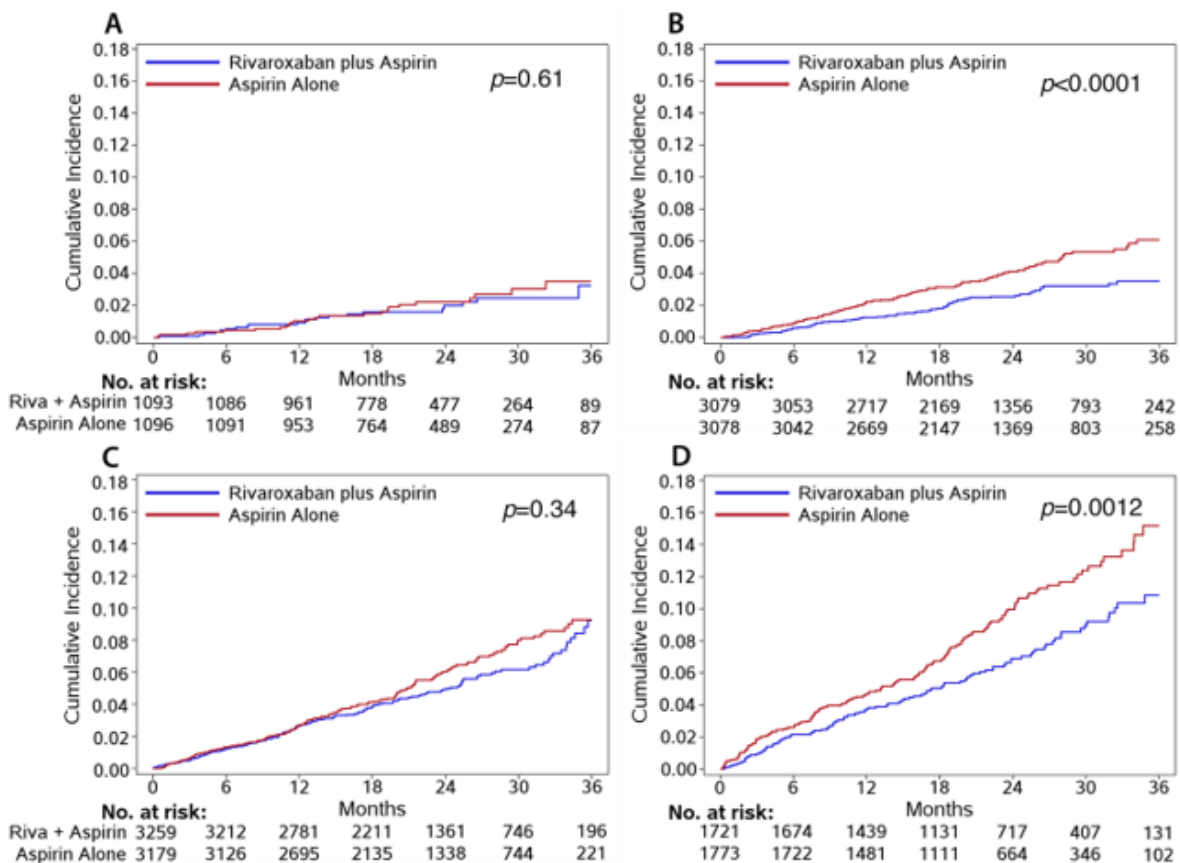 A
Rivaroxaban plus Aspirin
Aspirin Alone
p=0.61
Cumulative Incidence
0.18
0.16
0.14
0.12
0.10
0.08
0.06
0.04
0.02
0.00
0 6 12 18 24 30 36
Months
No. at risk:
Riva + Aspirin 1093 1086 961 778 477 264 89
Aspirin Alone 1096 1091 953 764 489 274 87
B
Rivaroxaban plus Aspirin
Aspirin Alone
p<0.0001
Cumulative Incidence
0.18
0.16
0.14
0.12
0.10
0.08
0.06
0.04
0.02
0.00
0 6 12 18 24 30 36
Months
No. at risk:
3079 3053 2717 2169 1356 793 242
3078 3042 2669 2147 1369 803 258
C
Rivaroxaban plus Aspirin
Aspirin Alone
p=0.34
Cumulative Incidence
0.18
0.16
0.14
0.12
0.10
0.08
0.06
0.04
0.02
0.00
0 6 12 18 24 30 36
Months
No. at risk:
Riva + Aspirin 3259 3212 2781 2211 1361 746 196
Aspirin Alone 3179 3126 2695 2135 1338 744 221
D
Rivaroxaban plus Aspirin
Aspirin Alone
p=0.0012
Cumulative Incidence
0.18
0.16
0.14
0.12
0.10
0.08
0.06
0.04
0.02
0.00
0 6 12 18 24 30 36
Months
No. at risk:
1721 1674 1439 1131 717 407 131
1773 1722 1481 1111 664 346 102